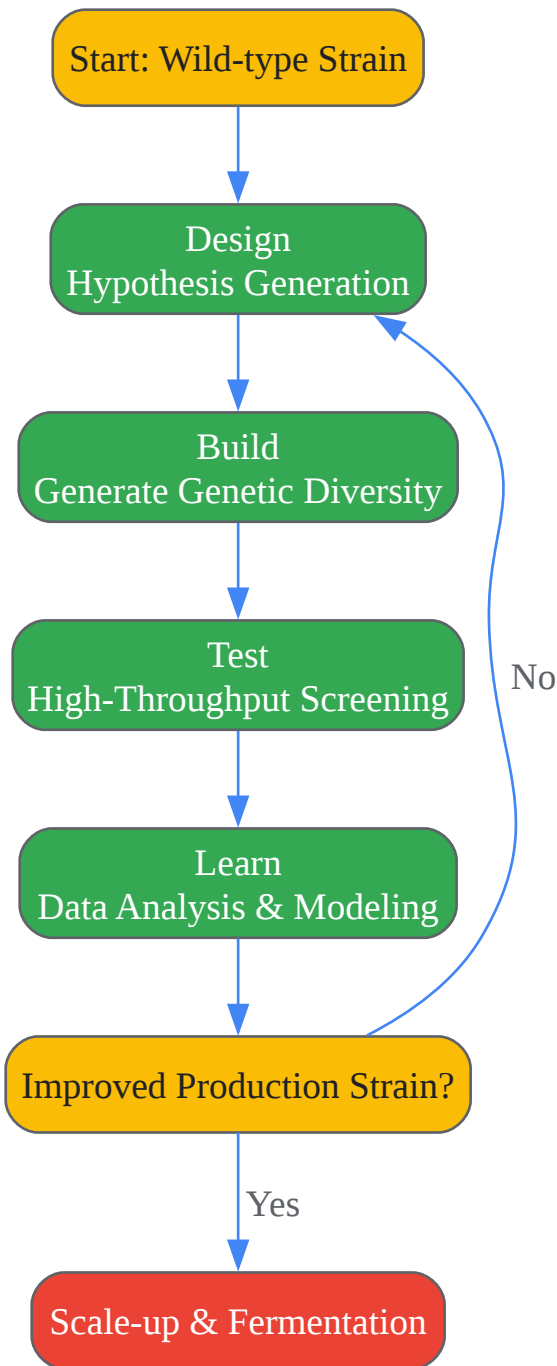 Start: Wild-type Strain
Design
Hypothesis Generation
Build
Generate Genetic Diversity
Test
High-Throughput Screening
No
Learn
Data Analysis & Modeling
Improved Production Strain?
Yes
Scale-up & Fermentation